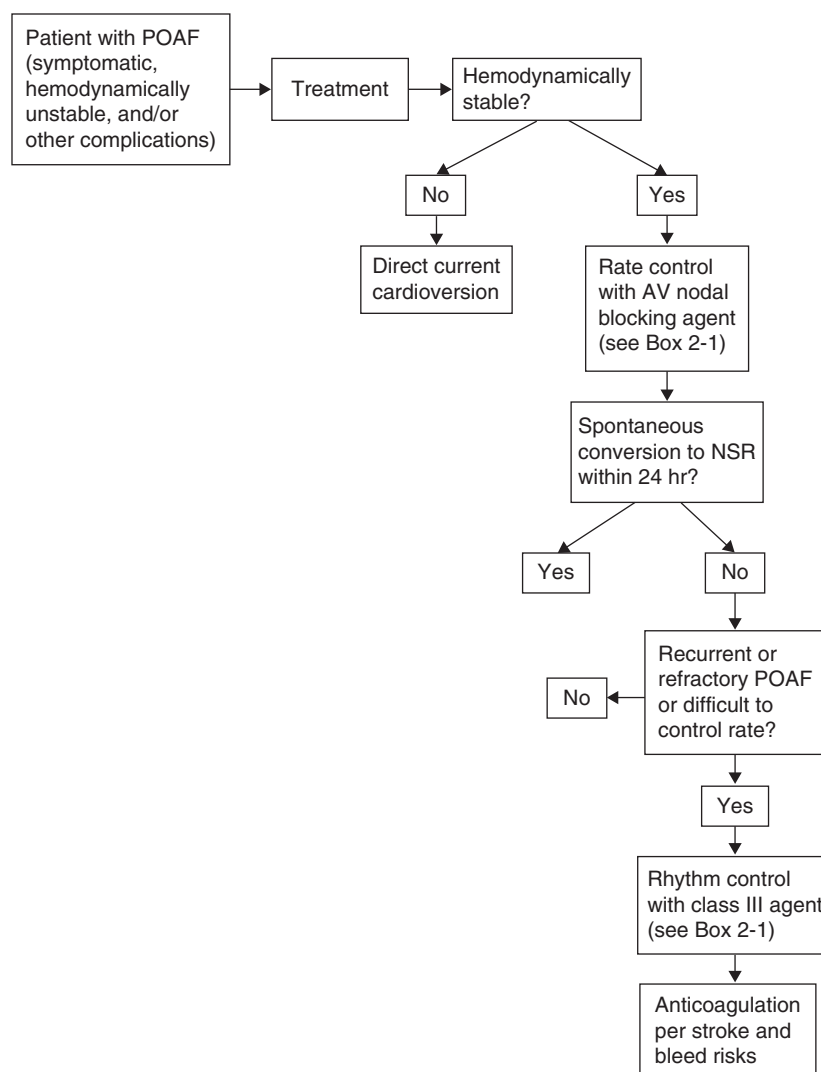 Patient with POAF
(symptomatic,
hemodynamically
unstable, and/or
other complications)
Treatment
Hemodynamically
stable?
No
Yes
Direct current
cardioversion
Rate control
with AV nodal
blocking agent
(see Box 2-1)
Spontaneous
conversion to NSR
within 24 hr?
Yes
No
Recurrent or
refractory POAF
or difficult to
control rate?
No
Yes
Rhythm control
with class III agent
(see Box 2-1)
Anticoagulation
per stroke and
bleed risks